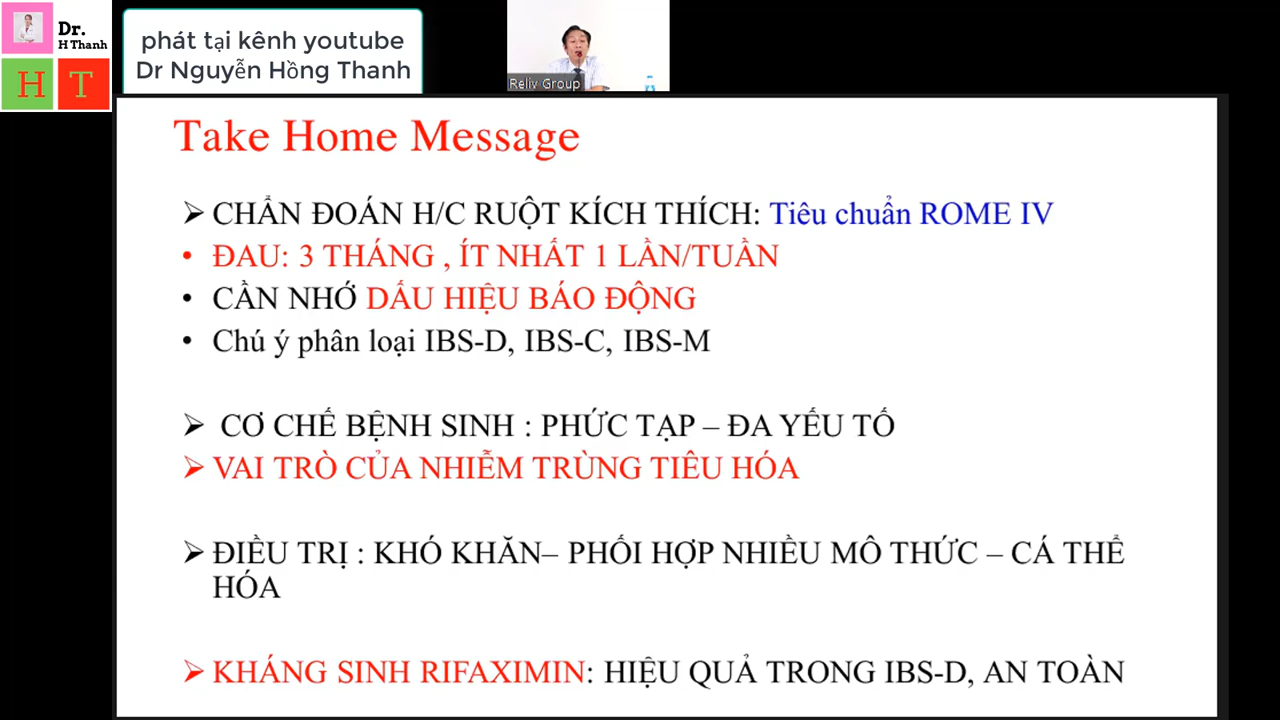 Dr.
H Thanh
H T
phát tại kênh youtube
Dr Nguyễn Hồng Thanh
Reliv Group
Take Home Message
➢ CHẨN ĐOÁN H/C RUỘT KÍCH THÍCH: Tiêu chuẩn ROME IV
• ĐAU: 3 THÁNG , ÍT NHẤT 1 LẦN/TUẦN
• CẦN NHỚ DẤU HIỆU BÁO ĐỘNG
• Chú ý phân loại IBS-D, IBS-C, IBS-M
➢ CƠ CHẾ BỆNH SINH : PHỨC TẠP – ĐA YẾU TỐ
➢ VAI TRÒ CỦA NHIỄM TRÙNG TIÊU HÓA
➢ ĐIỀU TRỊ : KHÓ KHĂN– PHỐI HỢP NHIỀU MÔ THỨC – CÁ THỂ
HÓA
➢ KHÁNG SINH RIFAXIMIN: HIỆU QUẢ TRONG IBS-D, AN TOÀN